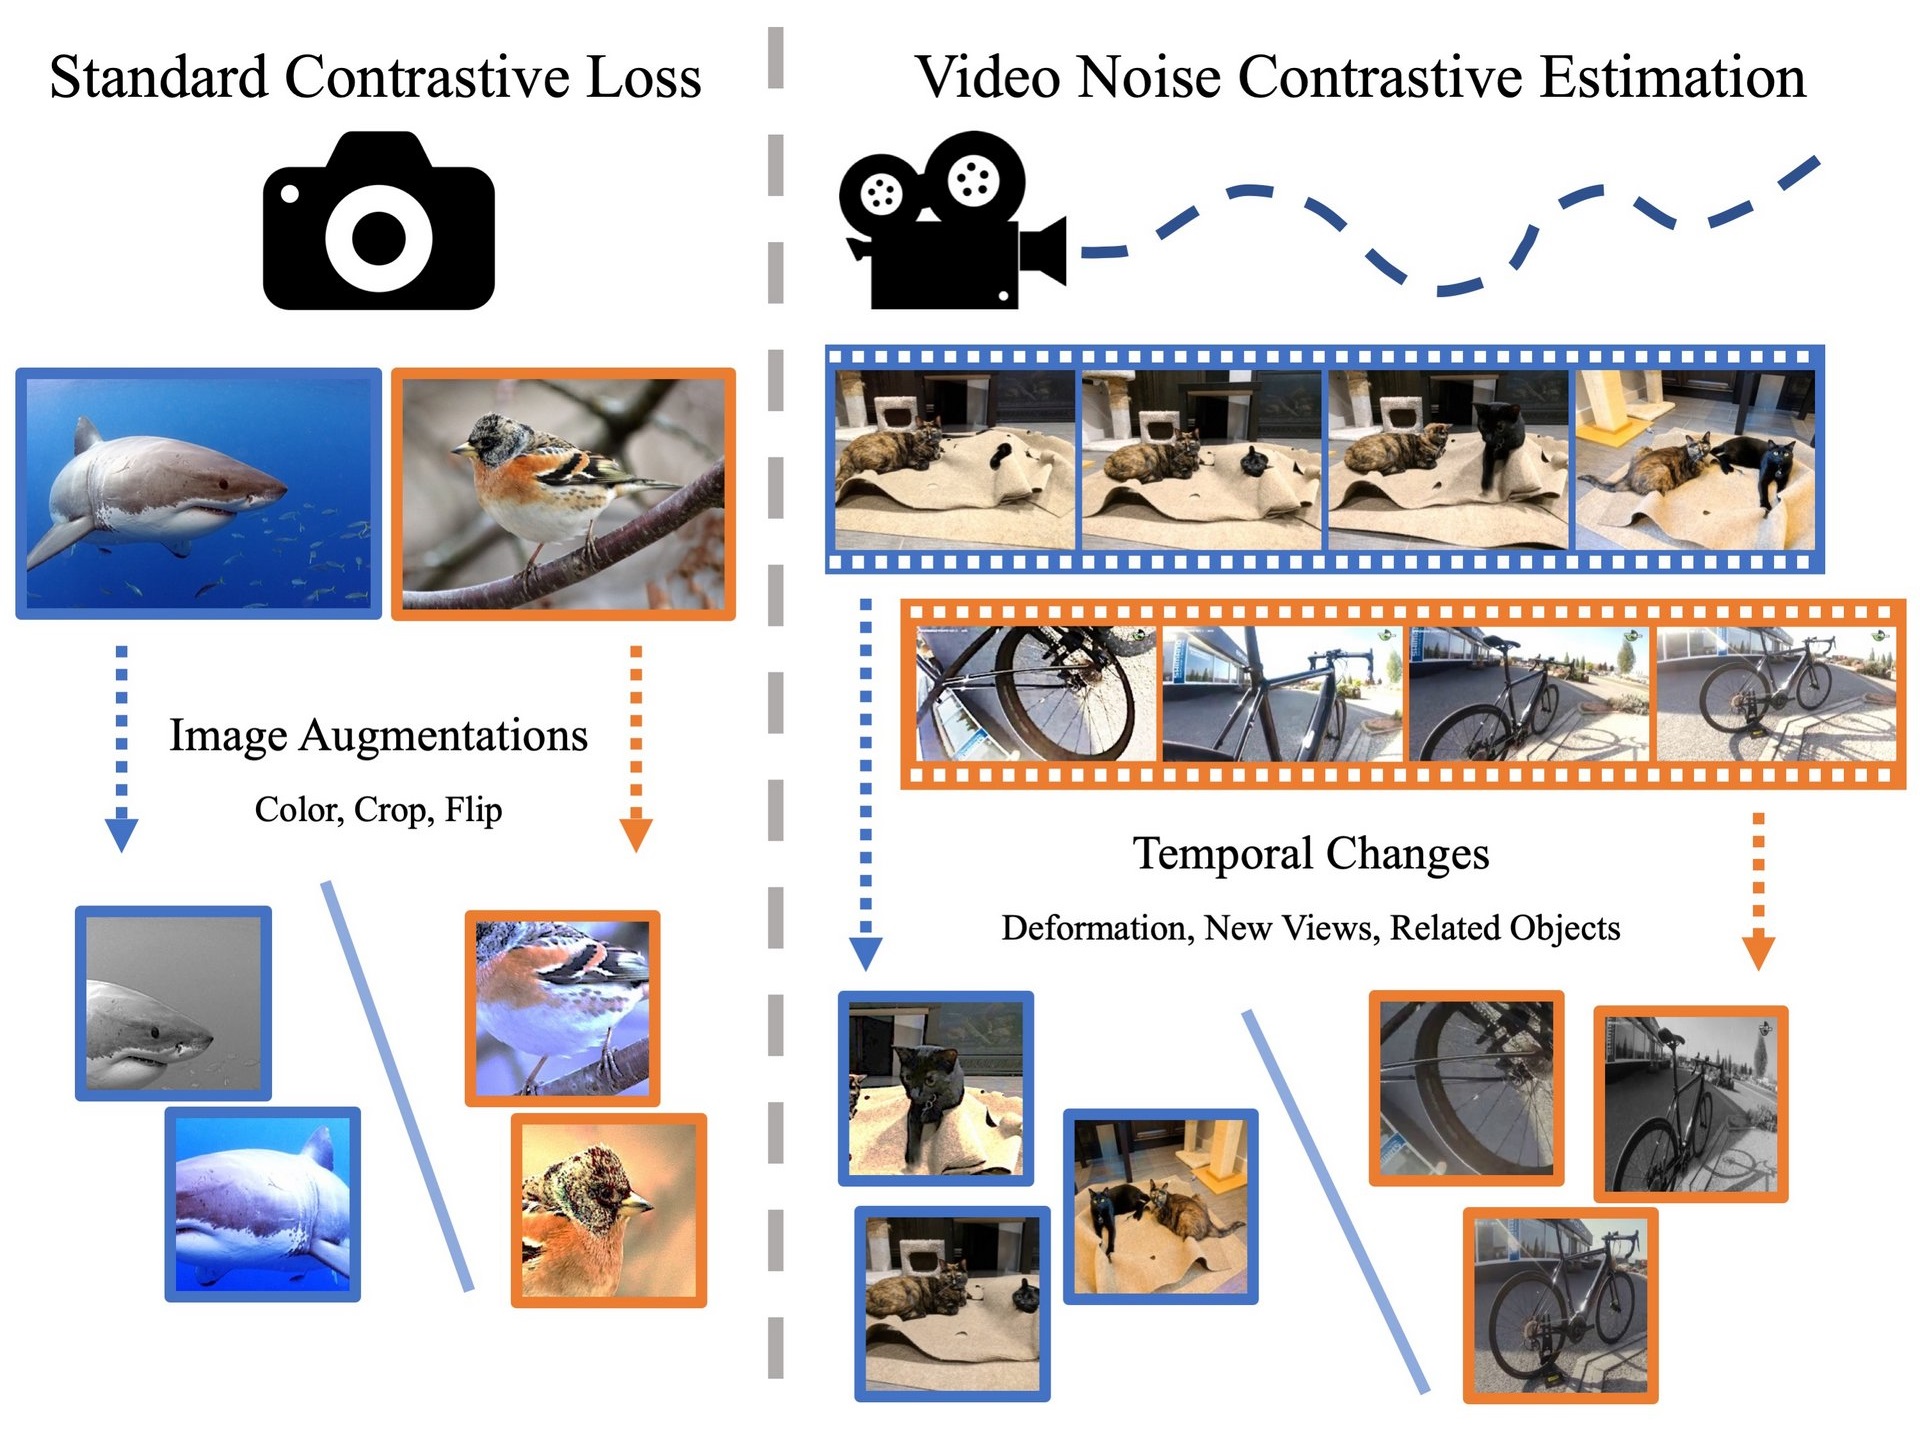 Standard Contrastive Loss
Video Noise Contrastive Estimation
Image Augmentations
Color, Crop, Flip
Temporal Changes
Deformation, New Views, Related Objects